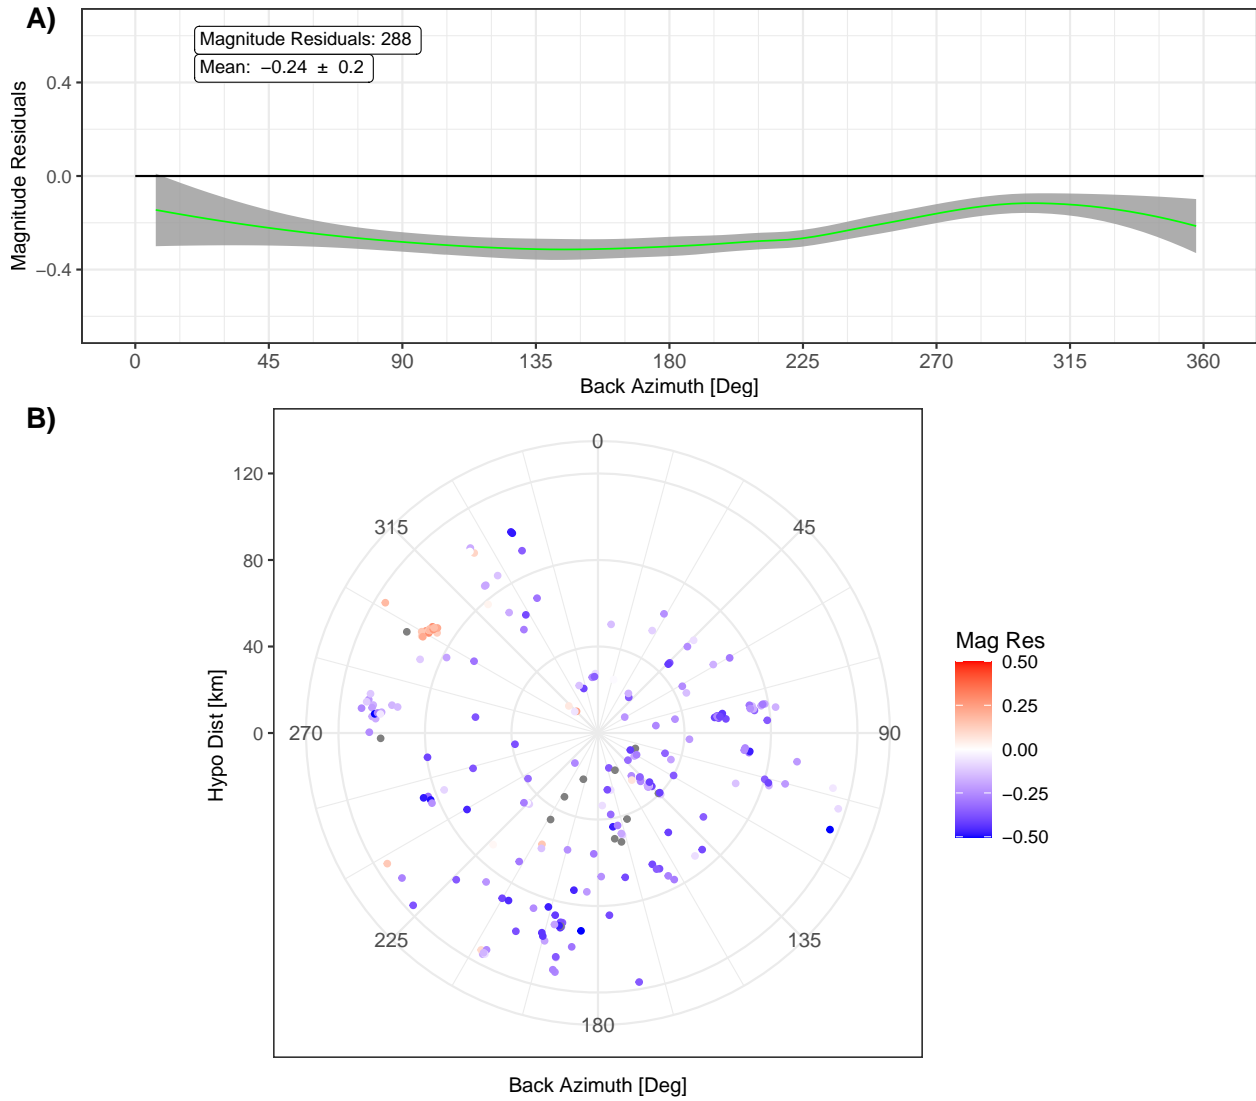 A)
Magnitude Residuals: 288
Mean: −0.24 ± 0.2
Magnitude Residuals
0.4
0.0
−0.4
0 45 90 135 180 225 270 315 360
Back Azimuth [Deg]
B)
Hypo Dist [km]
120
80
40
0
0
45
90
135
180
225
270
315
Back Azimuth [Deg]
Mag Res
0.50
0.25
0.00
−0.25
−0.50